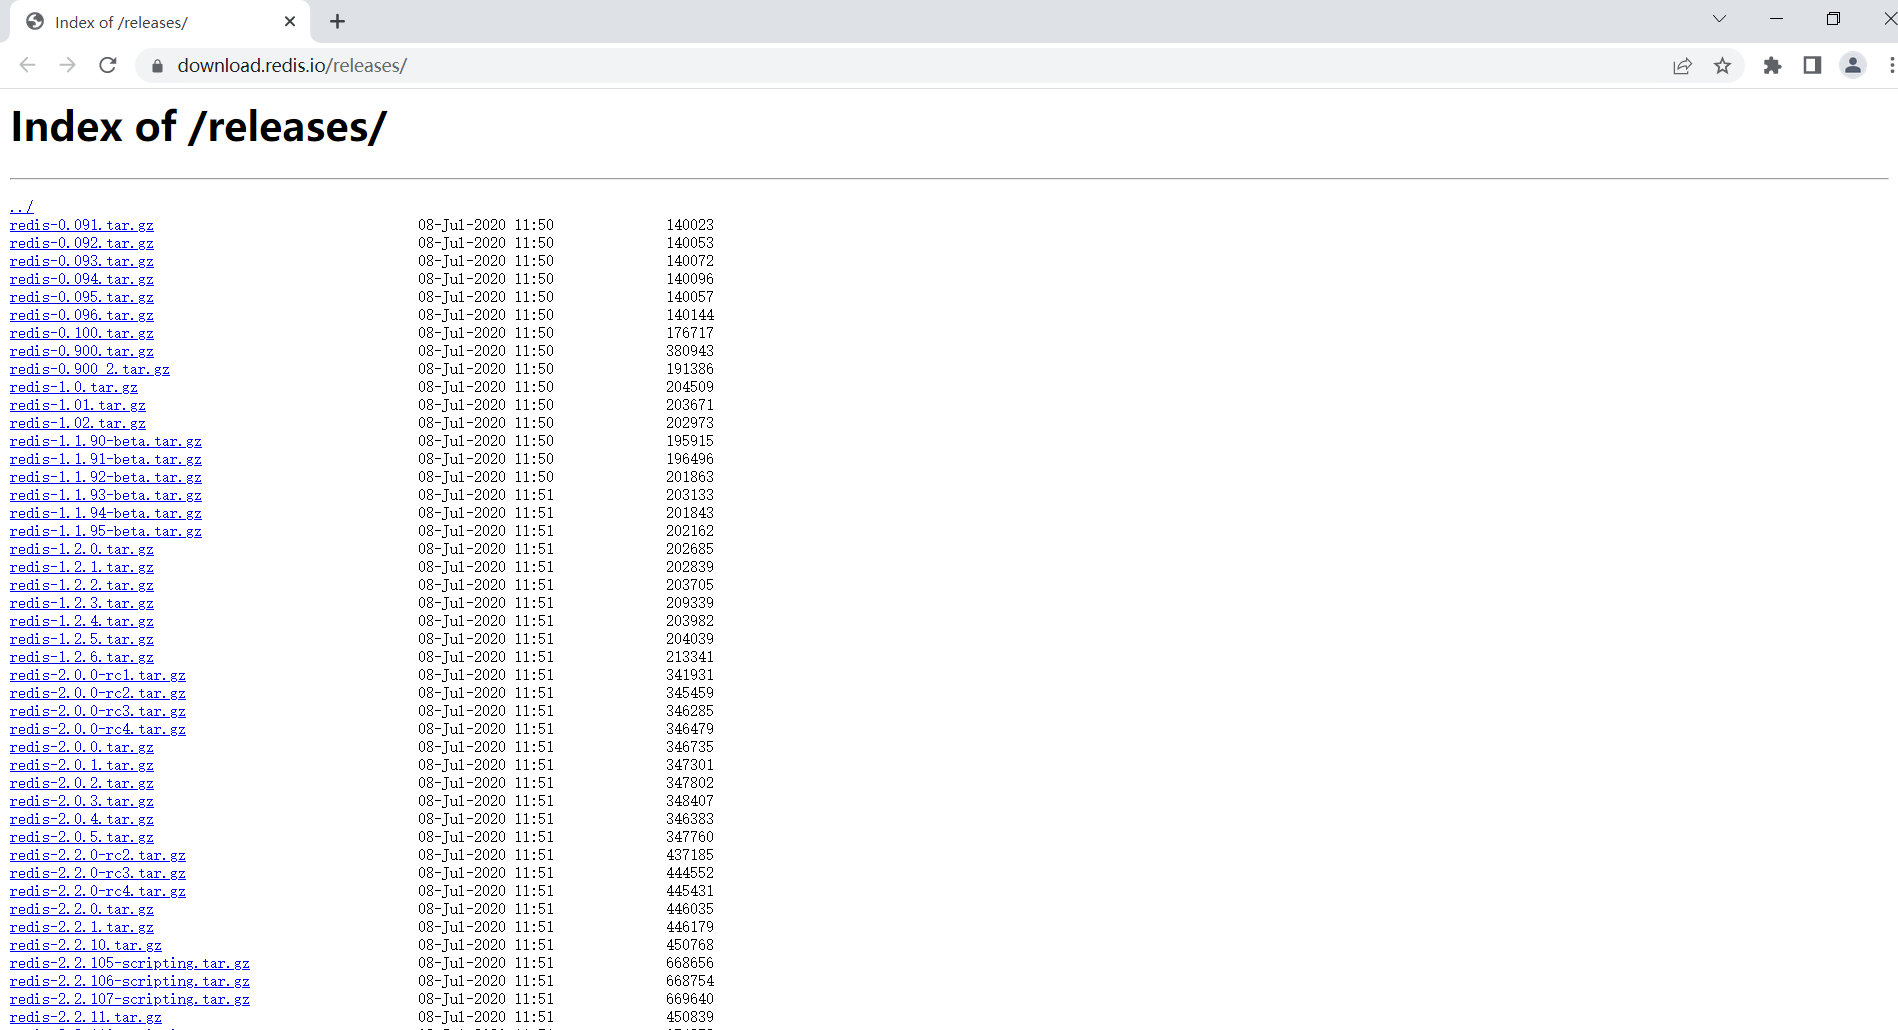 Index of /releases/
download.redis.io/releases/
Index of /releases/
../
redis-0.091.tar.gz 08-Jul-2020 11:50 140023
redis-0.092.tar.gz 08-Jul-2020 11:50 140053
redis-0.093.tar.gz 08-Jul-2020 11:50 140072
redis-0.094.tar.gz 08-Jul-2020 11:50 140096
redis-0.095.tar.gz 08-Jul-2020 11:50 140057
redis-0.096.tar.gz 08-Jul-2020 11:50 140144
redis-0.100.tar.gz 08-Jul-2020 11:50 176717
redis-0.900.tar.gz 08-Jul-2020 11:50 380943
redis-0.900_2.tar.gz 08-Jul-2020 11:50 191386
redis-1.0.tar.gz 08-Jul-2020 11:50 204509
redis-1.01.tar.gz 08-Jul-2020 11:50 203671
redis-1.02.tar.gz 08-Jul-2020 11:50 202973
redis-1.1.90-beta.tar.gz 08-Jul-2020 11:50 195915
redis-1.1.91-beta.tar.gz 08-Jul-2020 11:50 196496
redis-1.1.92-beta.tar.gz 08-Jul-2020 11:50 201863
redis-1.1.93-beta.tar.gz 08-Jul-2020 11:51 203133
redis-1.1.94-beta.tar.gz 08-Jul-2020 11:51 201843
redis-1.1.95-beta.tar.gz 08-Jul-2020 11:51 202162
redis-1.2.0.tar.gz 08-Jul-2020 11:51 202685
redis-1.2.1.tar.gz 08-Jul-2020 11:51 202839
redis-1.2.2.tar.gz 08-Jul-2020 11:51 203705
redis-1.2.3.tar.gz 08-Jul-2020 11:51 209339
redis-1.2.4.tar.gz 08-Jul-2020 11:51 203982
redis-1.2.5.tar.gz 08-Jul-2020 11:51 204039
redis-1.2.6.tar.gz 08-Jul-2020 11:51 213341
redis-2.0.0-rc1.tar.gz 08-Jul-2020 11:51 341931
redis-2.0.0-rc2.tar.gz 08-Jul-2020 11:51 345459
redis-2.0.0-rc3.tar.gz 08-Jul-2020 11:51 346285
redis-2.0.0-rc4.tar.gz 08-Jul-2020 11:51 346479
redis-2.0.0.tar.gz 08-Jul-2020 11:51 346735
redis-2.0.1.tar.gz 08-Jul-2020 11:51 347301
redis-2.0.2.tar.gz 08-Jul-2020 11:51 347802
redis-2.0.3.tar.gz 08-Jul-2020 11:51 348407
redis-2.0.4.tar.gz 08-Jul-2020 11:51 346383
redis-2.0.5.tar.gz 08-Jul-2020 11:51 347760
redis-2.2.0-rc2.tar.gz 08-Jul-2020 11:51 437185
redis-2.2.0-rc3.tar.gz 08-Jul-2020 11:51 444552
redis-2.2.0-rc4.tar.gz 08-Jul-2020 11:51 445431
redis-2.2.0.tar.gz 08-Jul-2020 11:51 446035
redis-2.2.1.tar.gz 08-Jul-2020 11:51 446179
redis-2.2.10.tar.gz 08-Jul-2020 11:51 450768
redis-2.2.105-scripting.tar.gz 08-Jul-2020 11:51 668656
redis-2.2.106-scripting.tar.gz 08-Jul-2020 11:51 668754
redis-2.2.107-scripting.tar.gz 08-Jul-2020 11:51 669640
redis-2.2.11.tar.gz 08-Jul-2020 11:51 450839